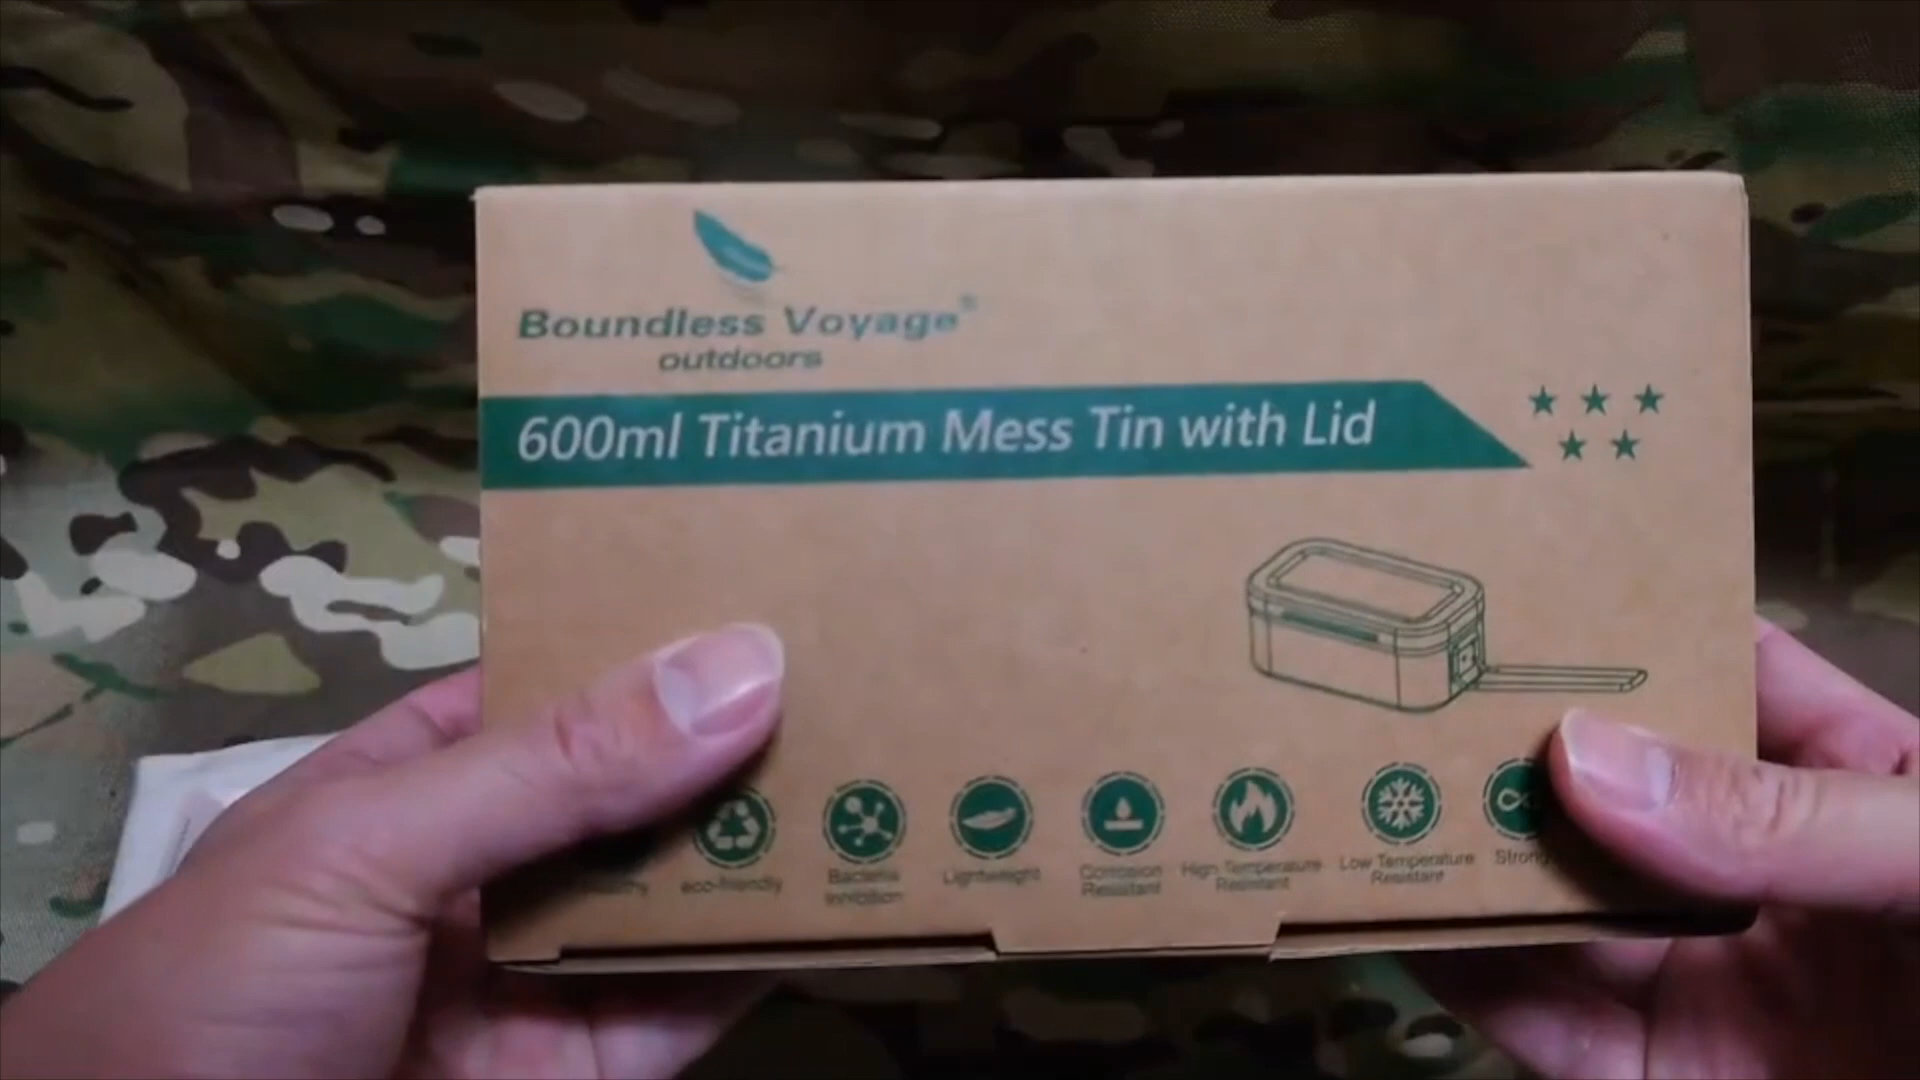 Boundless Voyage®
outdoors
600ml Titanium Mess Tin with Lid
eco-friendly
Bacteria
Inhibition
Lightweight
Corrosion
Resistant
High Temperature
Resistant
Low Temperature
Resistant
Strong